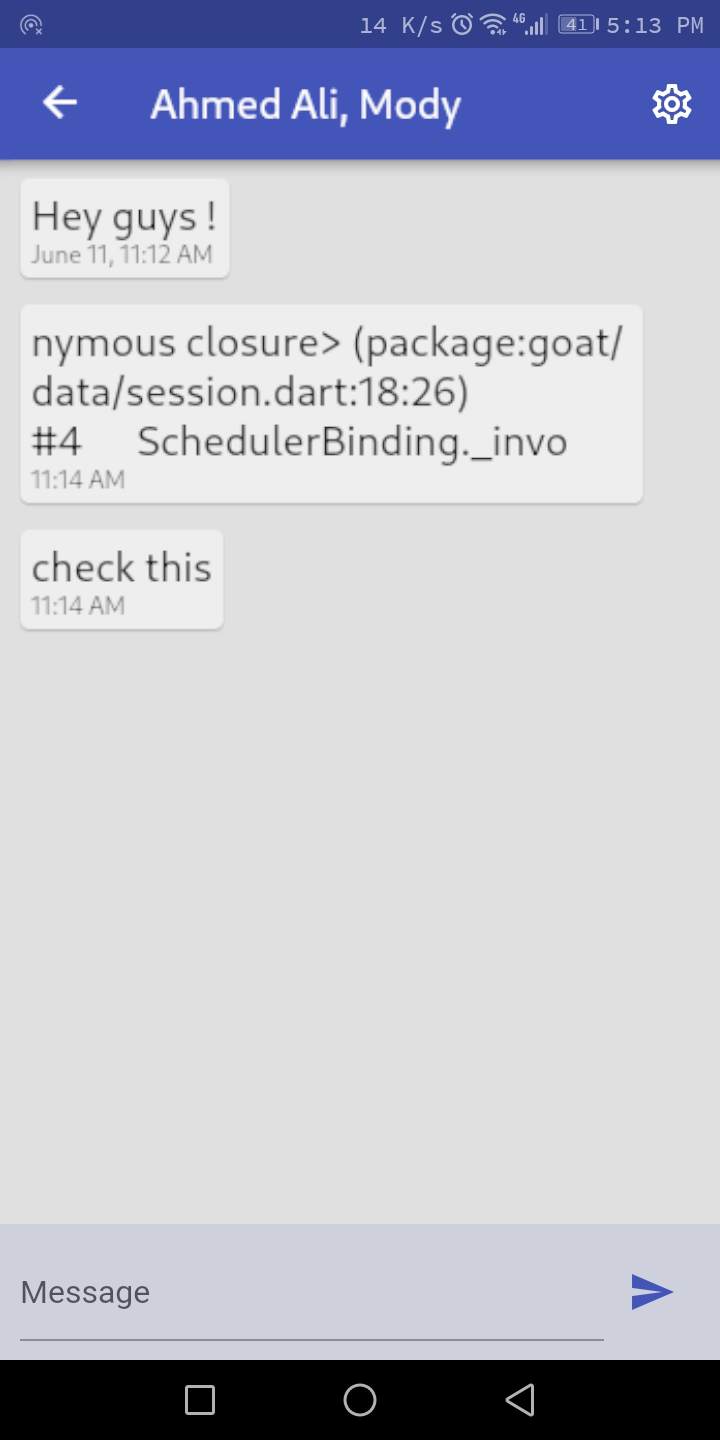 14 K/s 4G 41 5:13 PM
Ahmed Ali, Mody
Hey guys !
June 11, 11:12 AM
nymous closure> (package:goat/
data/session.dart:18:26)
#4      SchedulerBinding._invo
11:14 AM
check this
11:14 AM
Message